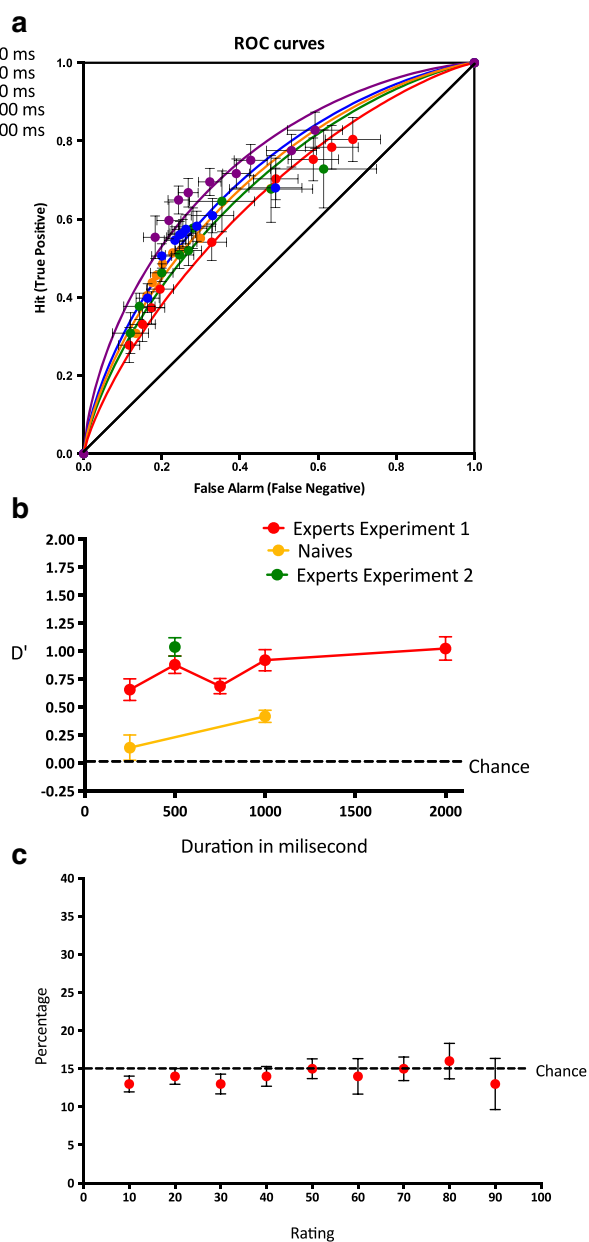 a
ROC curves
0 ms
0 ms
0 ms
00 ms
00 ms
1.0
0.8
0.6
0.4
0.2
0.0
Hit (True Positive)
0.0 0.2 0.4 0.6 0.8 1.0
False Alarm (False Negative)
b
Experts Experiment 1
Naives
Experts Experiment 2
2.00
1.75
1.50
1.25
1.00
0.75
0.50
0.25
0.00
-0.25
D'
Chance
0 500 1000 1500 2000
Duration in milisecond
c
40
35
30
25
20
15
10
5
0
Percentage
Chance
0 10 20 30 40 50 60 70 80 90 100
Rating